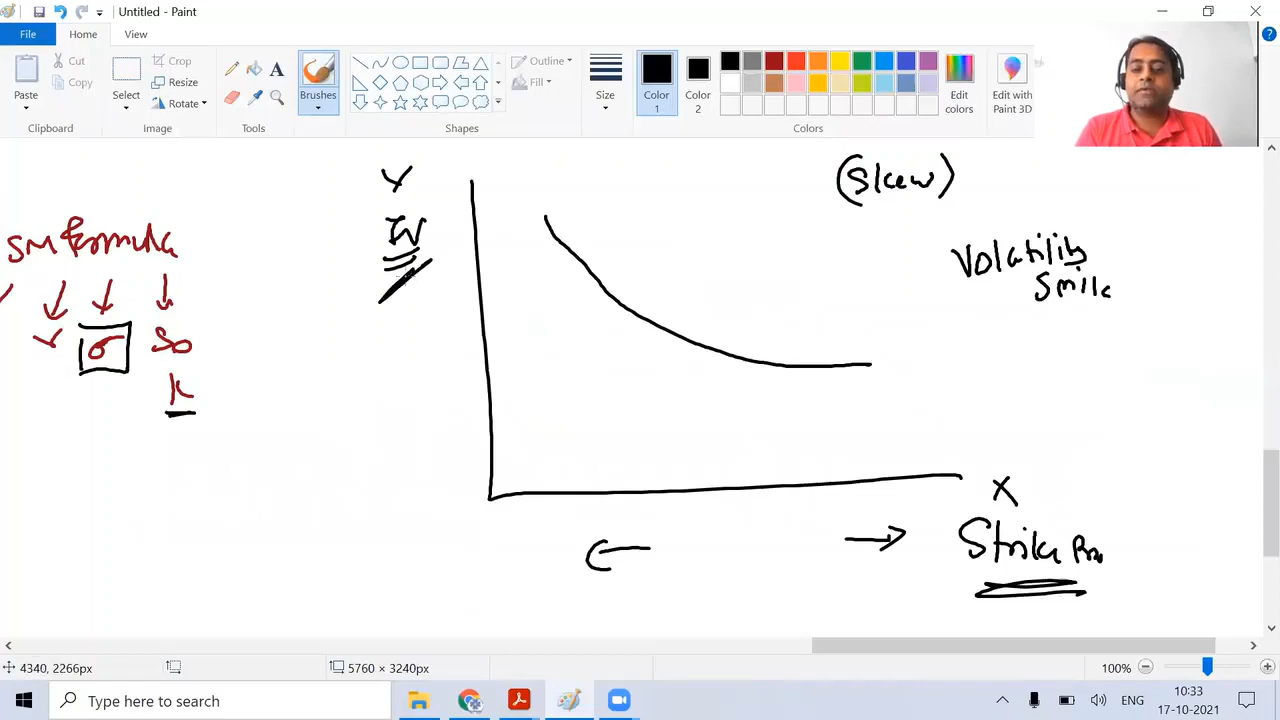 Untitled - Paint
File Home View
Paste
Cut
Copy
Clipboard
Select
Crop
Resize
Rotate
Image
A
Tools
Brushes
Outline
Fill
Shapes
Size
Color 1
Color 2
Edit colors
Edit with Paint 3D
Colors
(Skew)
Y
IV
Volatility
Smile
SM formula
σ So
k
X
Strike
4340, 2266px
5760 × 3240px
100%
Type here to search
ENG
10:33
17-10-2021